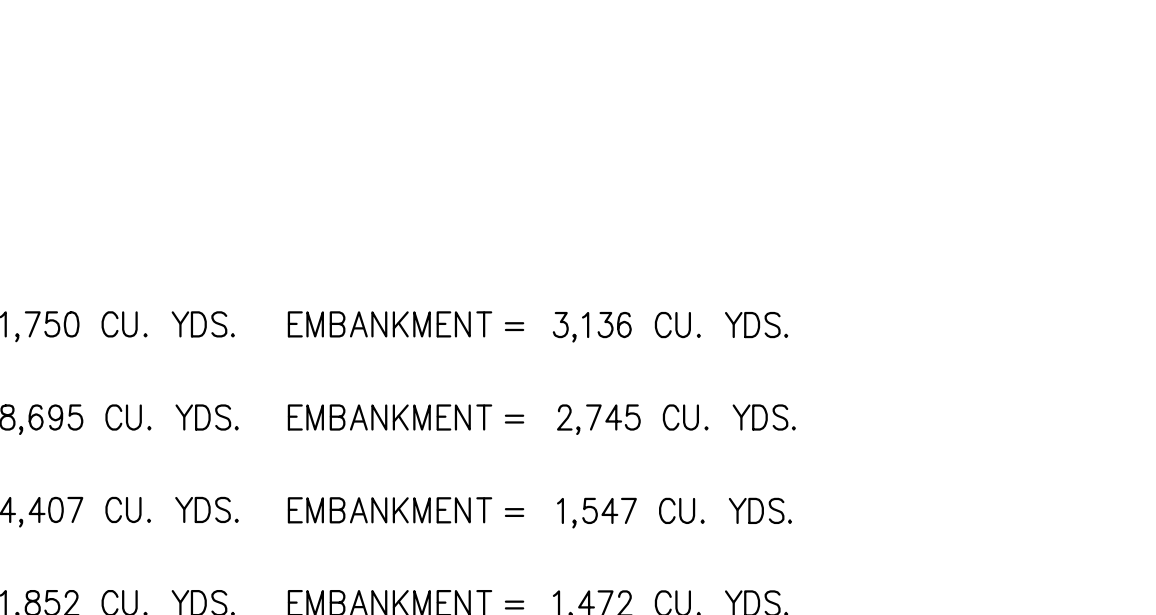 1,750 CU. YDS. EMBANKMENT = 3,136 CU. YDS.
8,695 CU. YDS. EMBANKMENT = 2,745 CU. YDS.
4,407 CU. YDS. EMBANKMENT = 1,547 CU. YDS.
1,852 CU. YDS. EMBANKMENT = 1,472 CU. YDS.